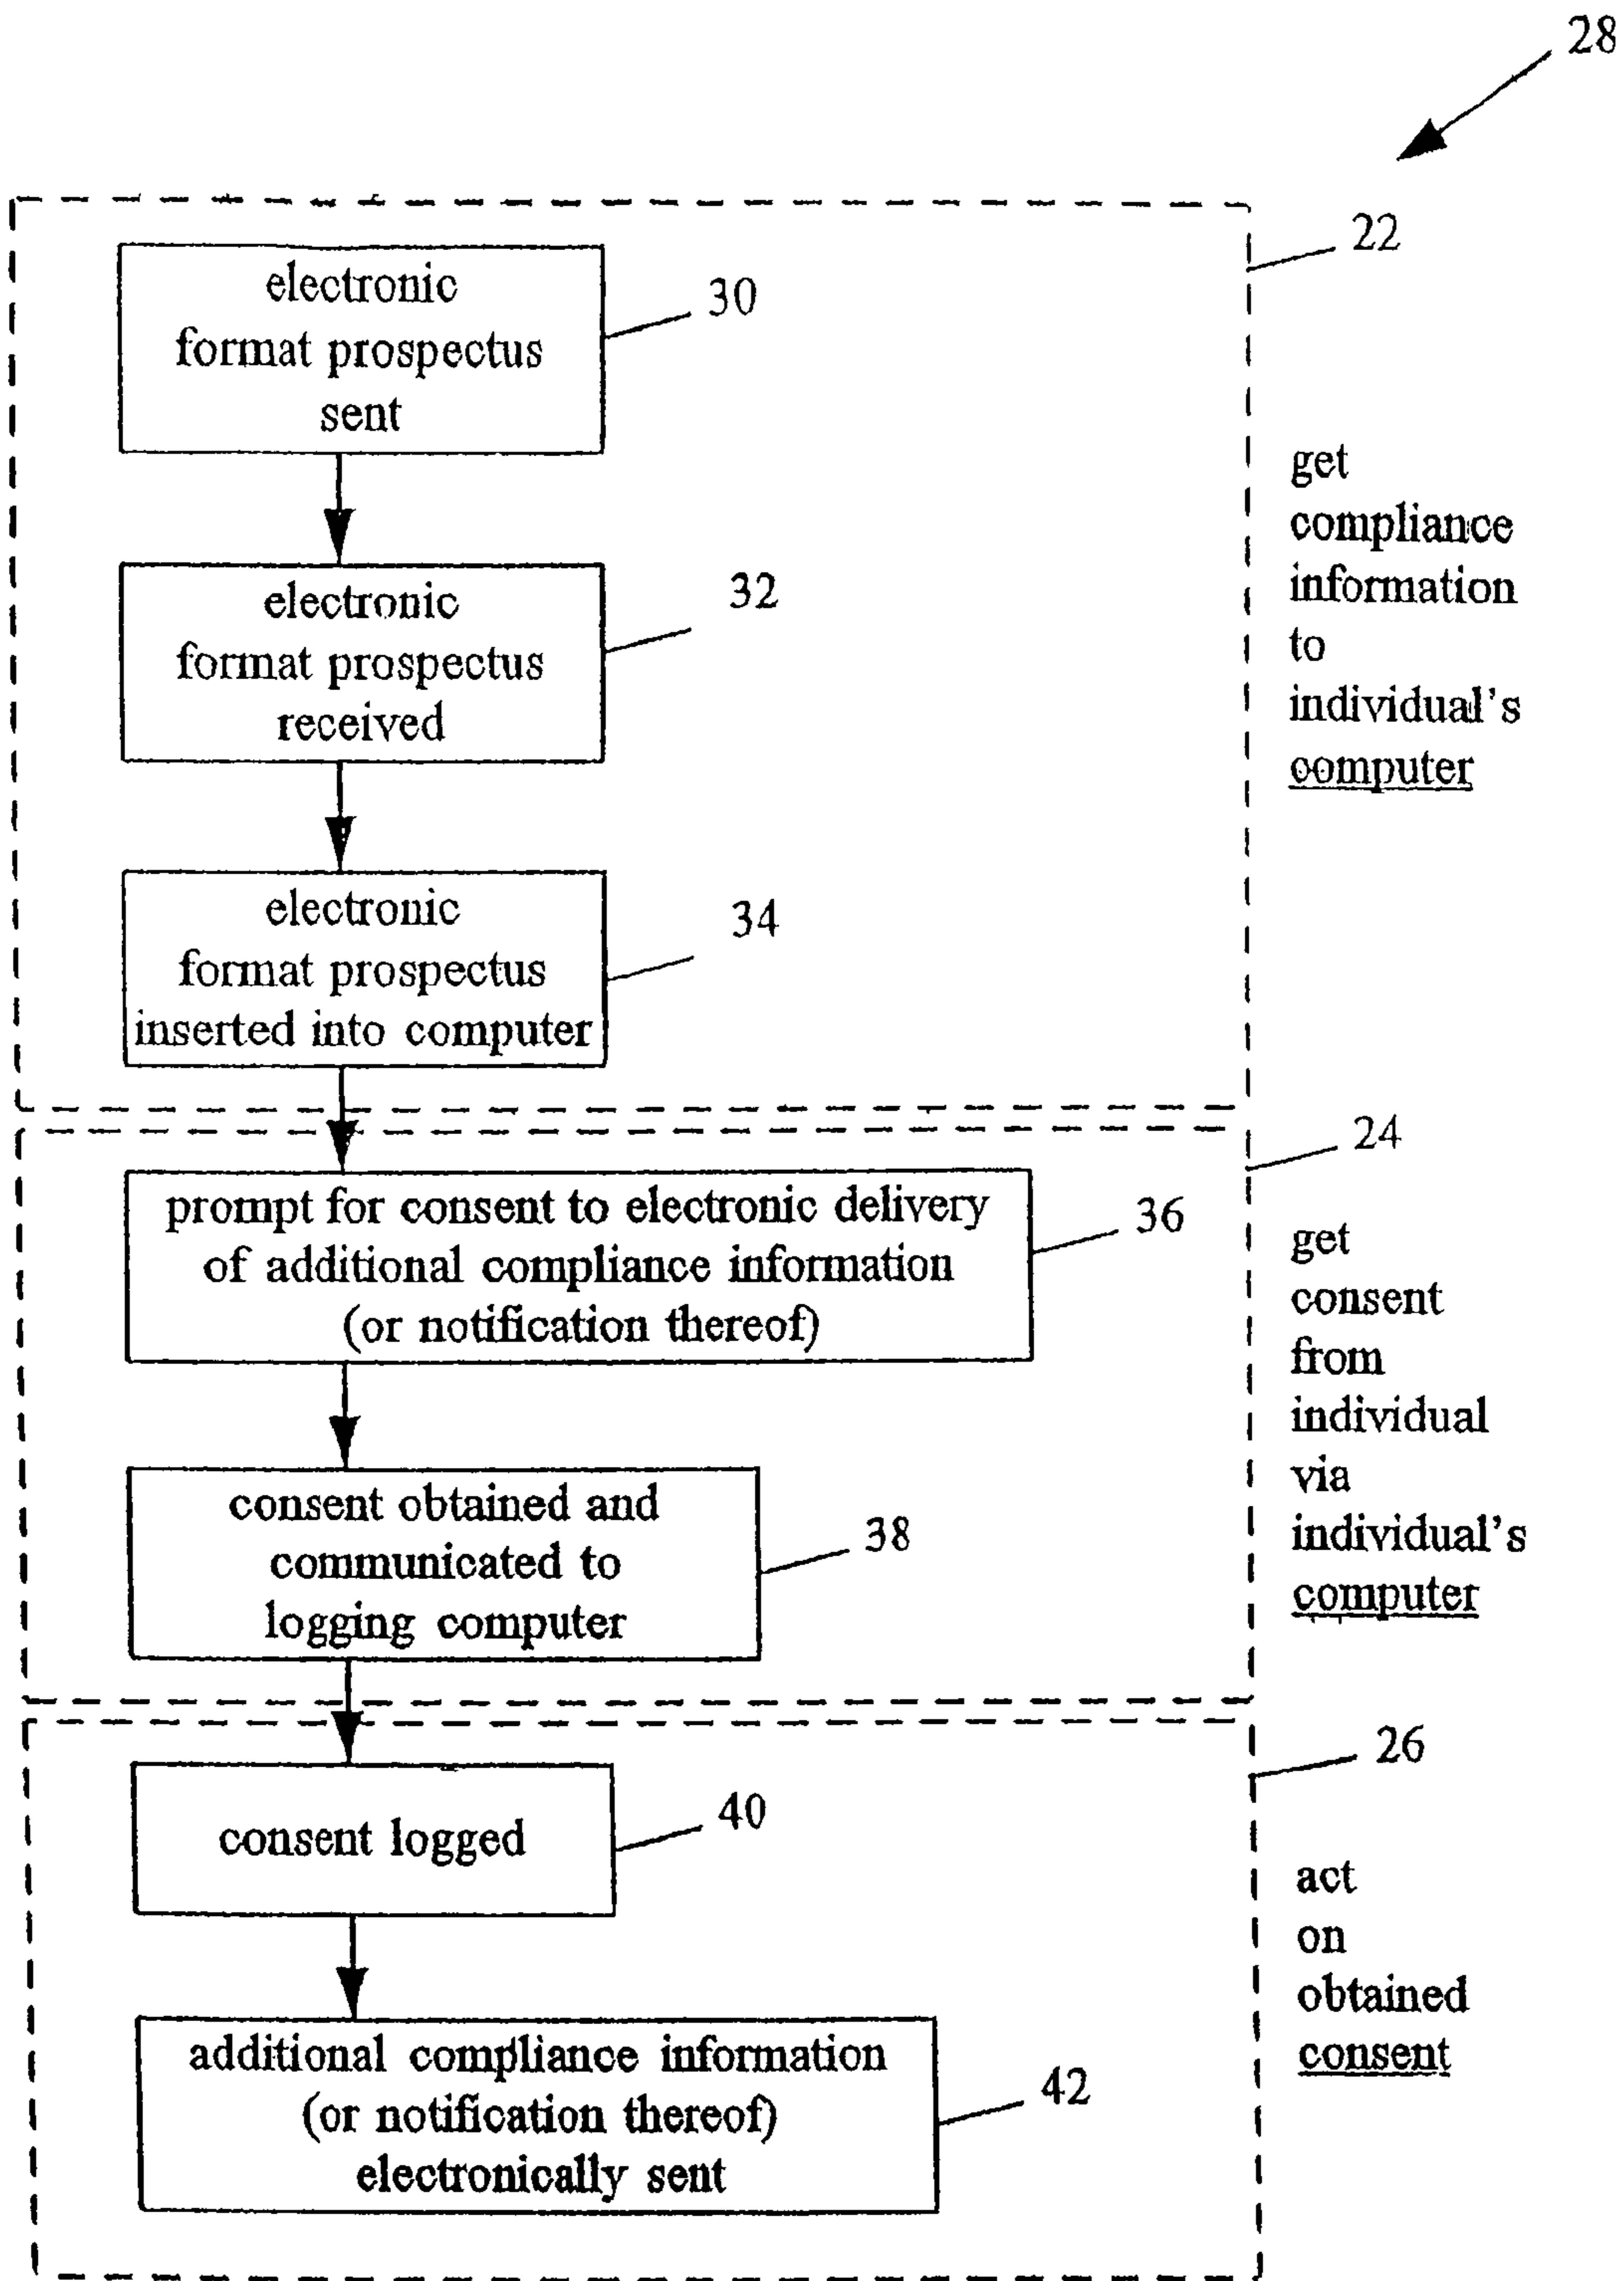 28
22
electronic
format prospectus
sent
30
get
compliance
information
to
individual's
computer
electronic
format prospectus
received
32
electronic
format prospectus
inserted into computer
34
24
prompt for consent to electronic delivery
of additional compliance information
(or notification thereof)
36
get
consent
from
individual
via
individual's
computer
consent obtained and
communicated to
logging computer
38
26
consent logged
40
act
on
obtained
consent
additional compliance information
(or notification thereof)
electronically sent
42